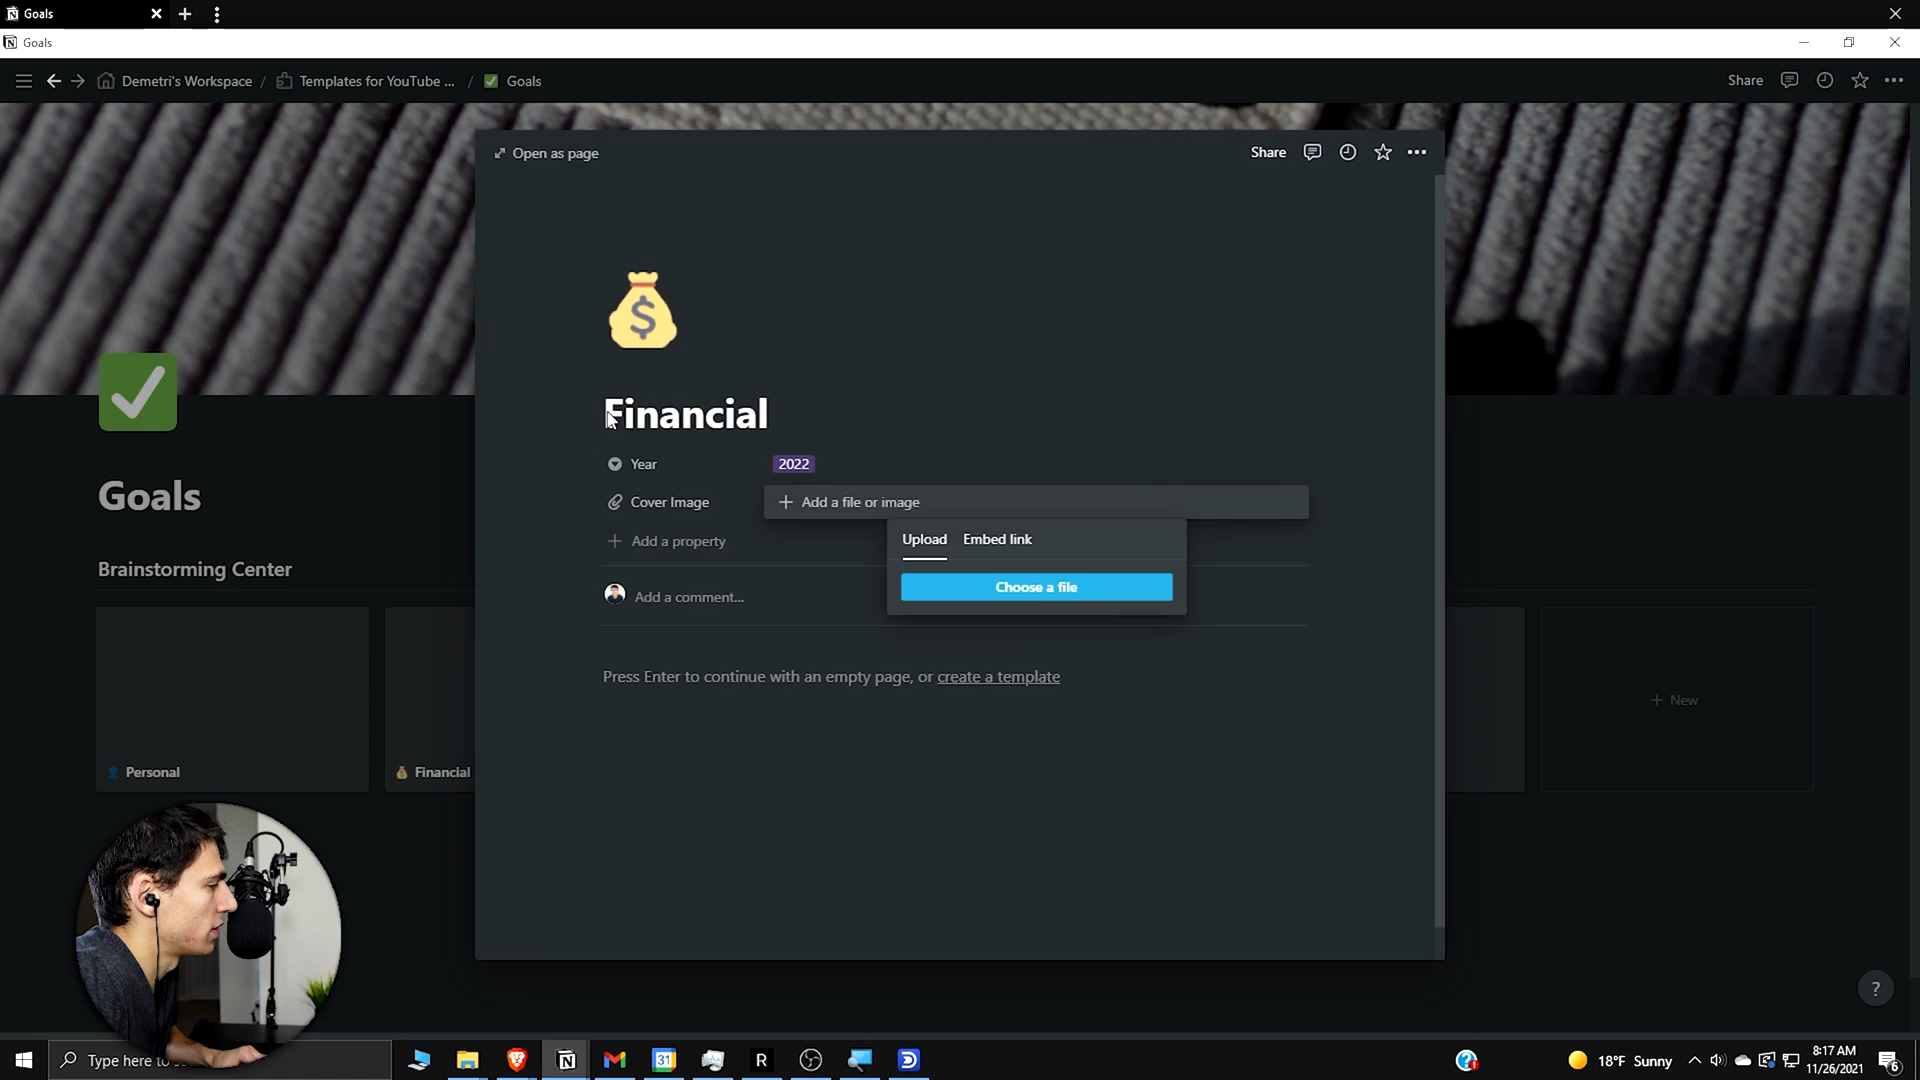 Goals
Goals
Demetri's Workspace / Templates for YouTube ... / Goals
Share
Open as page
Share
$
Financial
Year 2022
Cover Image + Add a file or image
Upload Embed link
+ Add a property
Choose a file
Add a comment...
Press Enter to continue with an empty page, or create a template
Goals
Brainstorming Center
Personal
Financial
+ New
?
Type here to
31
R
18°F Sunny
8:17 AM
11/26/2021
6